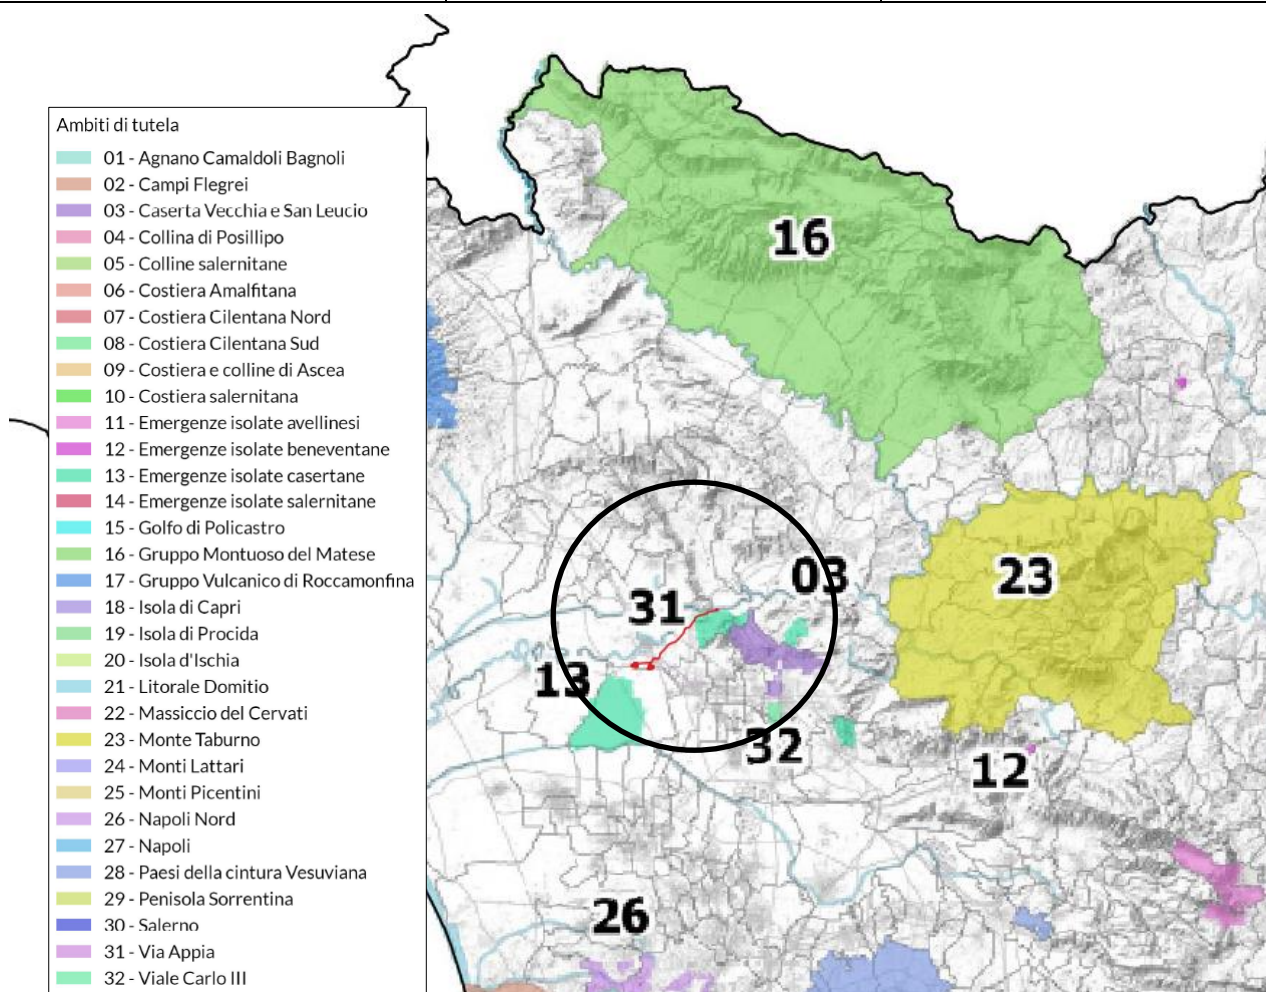 Ambiti di tutela
01 - Agnano Camaldoli Bagnoli
02 - Campi Flegrei
03 - Caserta Vecchia e San Leucio
04 - Collina di Posillipo
05 - Colline salernitane
06 - Costiera Amalfitana
07 - Costiera Cilentana Nord
08 - Costiera Cilentana Sud
09 - Costiera e colline di Ascea
10 - Costiera salernitana
11 - Emergenze isolate avellinesi
12 - Emergenze isolate beneventane
13 - Emergenze isolate casertane
14 - Emergenze isolate salernitane
15 - Golfo di Policastro
16 - Gruppo Montuoso del Matese
17 - Gruppo Vulcanico di Roccamonfina
18 - Isola di Capri
19 - Isola di Procida
20 - Isola d'Ischia
21 - Litorale Domitio
22 - Massiccio del Cervati
23 - Monte Taburno
24 - Monti Lattari
25 - Monti Picentini
26 - Napoli Nord
27 - Napoli
28 - Paesi della cintura Vesuviana
29 - Penisola Sorrentina
30 - Salerno
31 - Via Appia
32 - Viale Carlo III
16
03
23
31
13
32
12
26